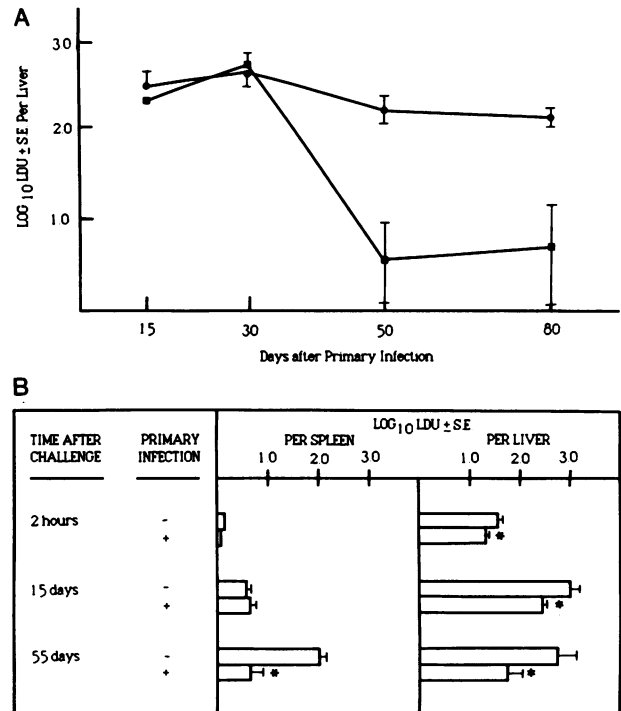 A
LOG 10 LDU ± SE Per Liver
30
20
10
15 30 50 80
Days after Primary Infection
B
LOG10 LDU ± SE
TIME AFTER CHALLENGE
PRIMARY INFECTION
PER SPLEEN
PER LIVER
10 20 30
10 20 30
2 hours -
+ *
15 days -
+ *
55 days -
+ * *